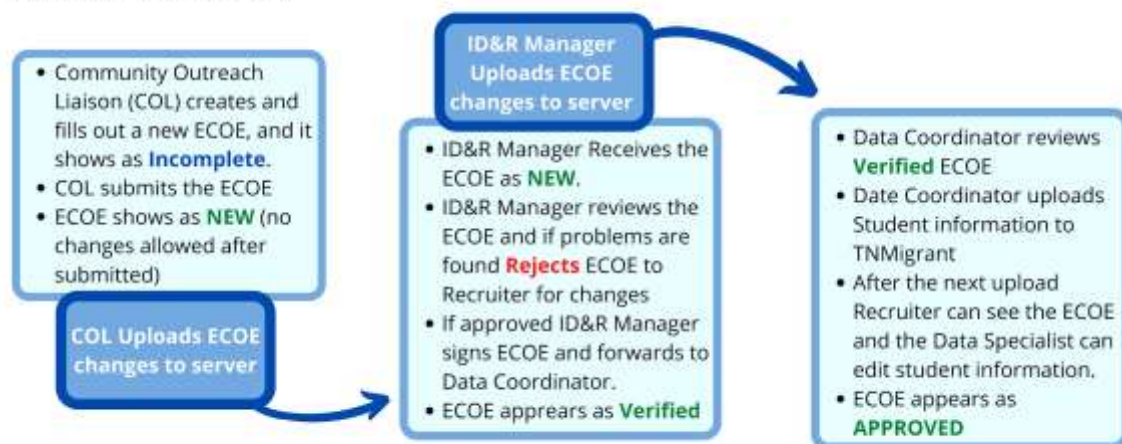 • Community Outreach
Liaison (COL) creates and
fills out a new ECOE, and it
shows as Incomplete.
• COL submits the ECOE
• ECOE shows as NEW (no
changes allowed after
submitted)
COL Uploads ECOE
changes to server
ID&R Manager
Uploads ECOE
changes to server
• ID&R Manager Receives the
ECOE as NEW.
• ID&R Manager reviews the
ECOE and if problems are
found Rejects ECOE to
Recruiter for changes
• If approved ID&R Manager
signs ECOE and forwards to
Data Coordinator.
• ECOE apprears as Verified
• Data Coordinator reviews
Verified ECOE
• Date Coordinator uploads
Student information to
TNMigrant
• After the next upload
Recruiter can see the ECOE
and the Data Specialist can
edit student information.
• ECOE appears as
APPROVED